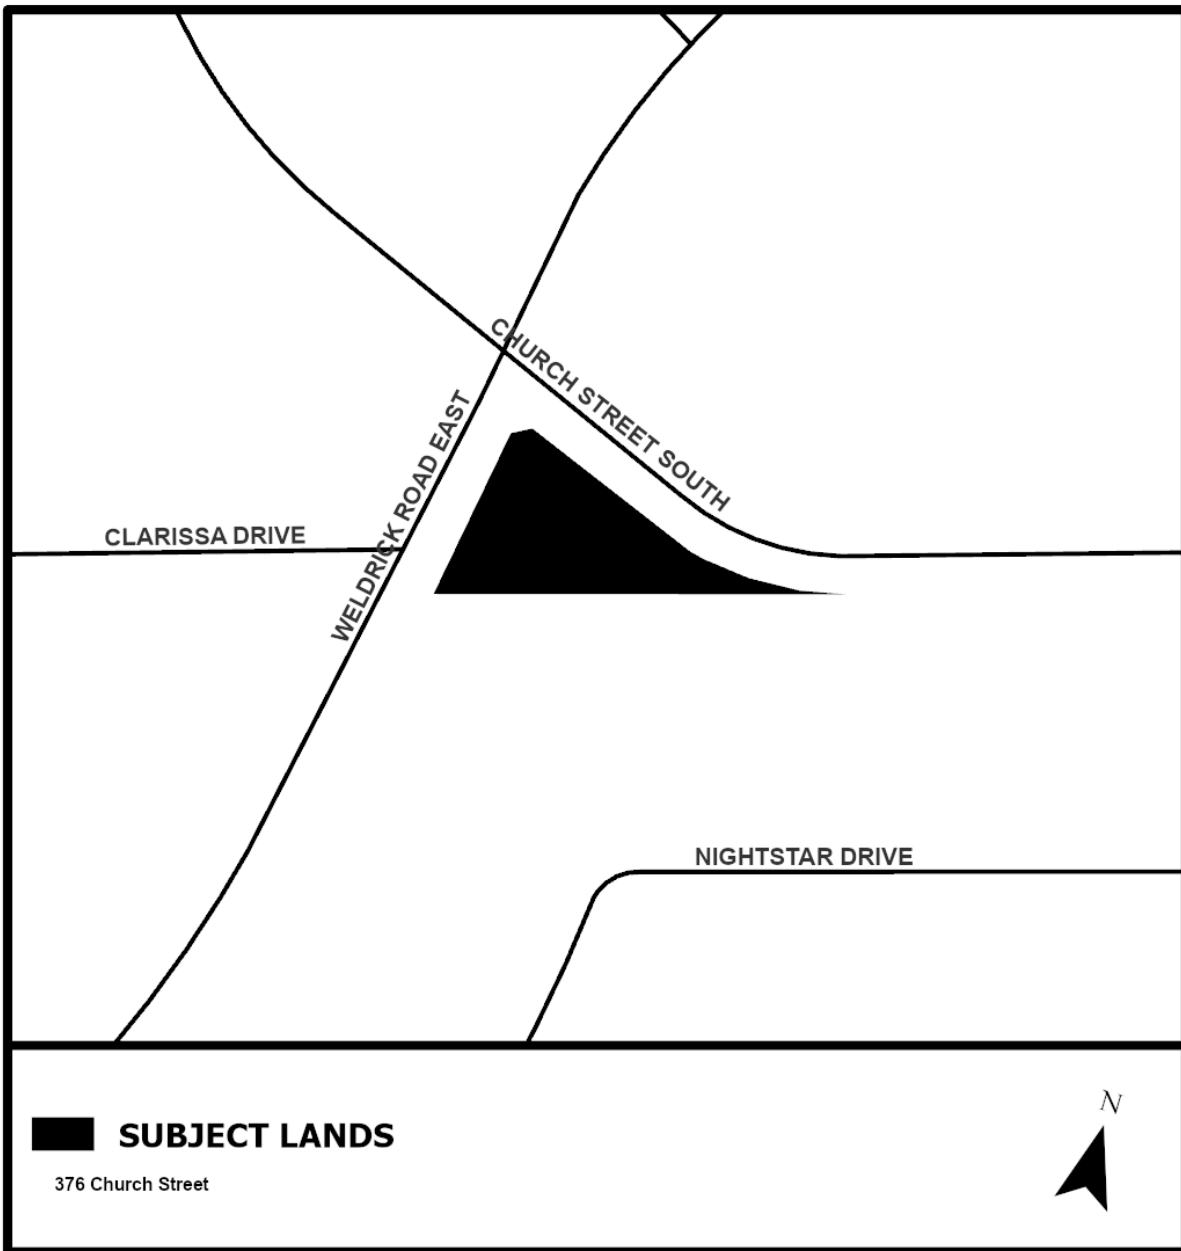 CHURCH STREET SOUTH
WELDRICK ROAD EAST
CLARISSA DRIVE
NIGHTSTAR DRIVE
N
SUBJECT LANDS
376 Church Street